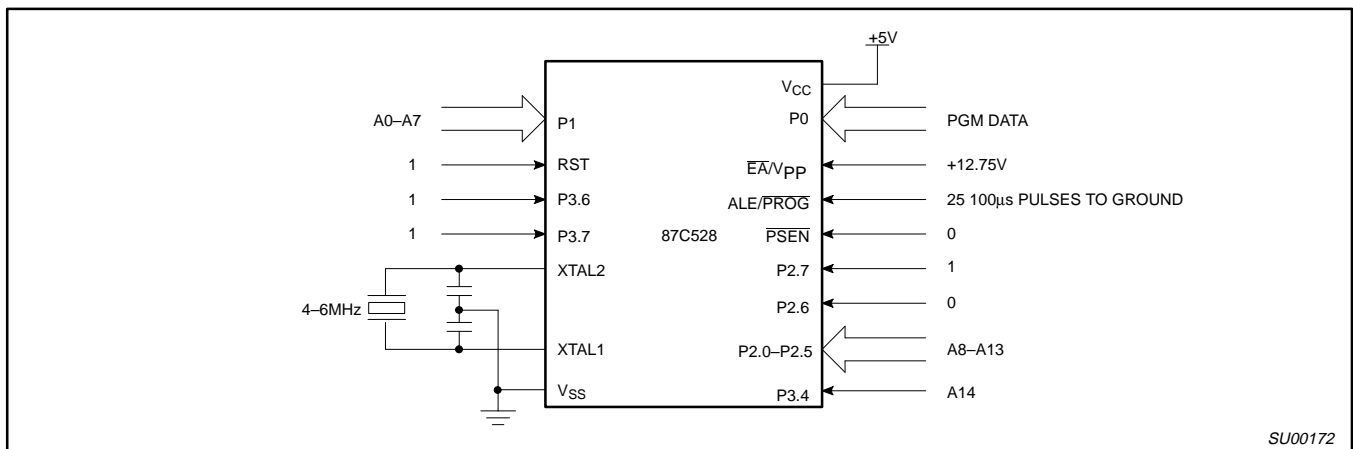 +5V
VCC
A0–A7
P1
P0
PGM DATA
1
RST
EA/VPP
+12.75V
1
P3.6
ALE/PROG
25 100µs PULSES TO GROUND
1
P3.7
87C528
PSEN
0
XTAL2
P2.7
1
4–6MHz
P2.6
0
XTAL1
P2.0–P2.5
A8–A13
VSS
P3.4
A14
SU00172